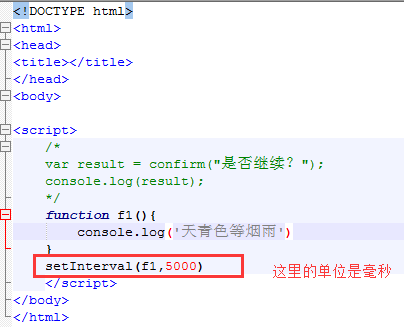 <!DOCTYPE html>
<html>
<head>
<title></title>
</head>
<body>
<script>
/*
var result = confirm("是否继续？");
console.log(result);
*/
function f1(){
console.log('天青色等烟雨')
}
setInterval(f1,5000) 这里的单位是毫秒
</script>
</body>
</html>